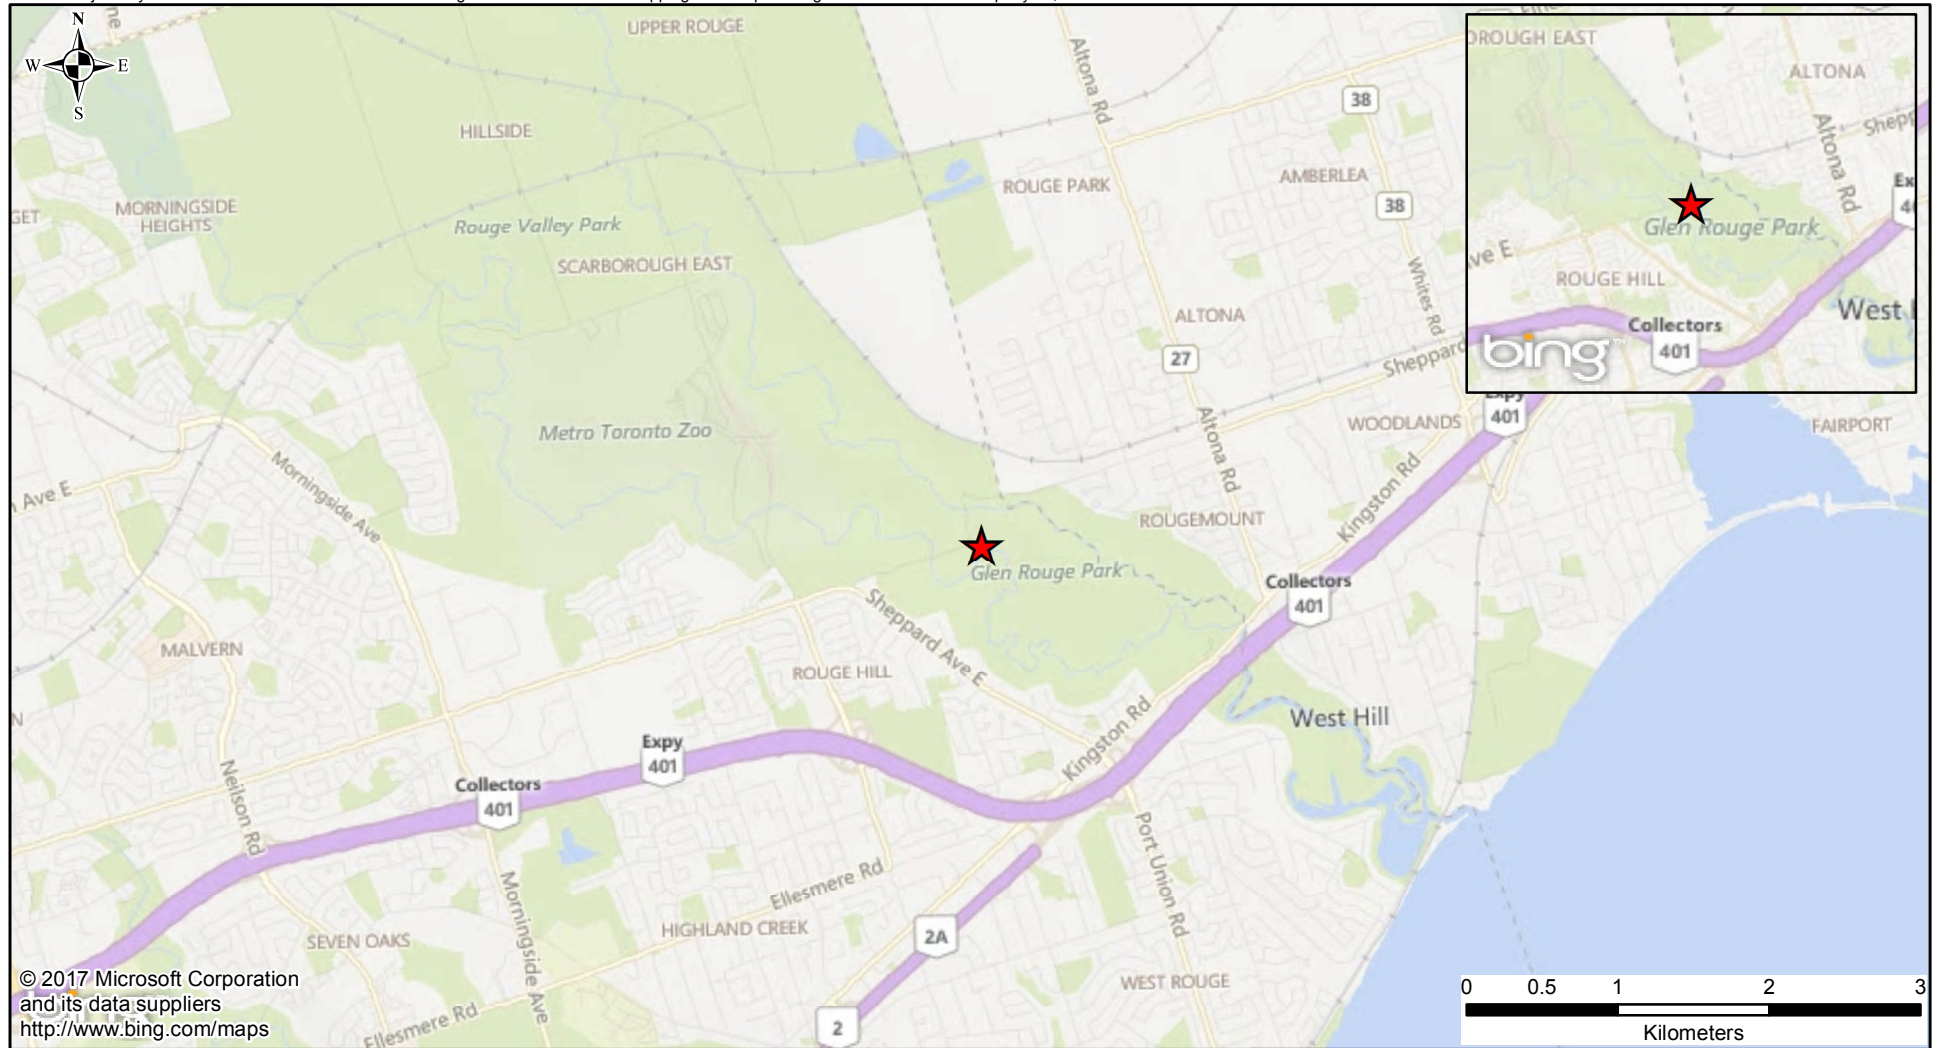 N
W
E
S
UPPER ROUGE
Altona Rd
38
HILLSIDE
ROUGE PARK
AMBERLEA
38
MORNINGSIDE
HEIGHTS
Rouge Valley Park
SCARBOROUGH EAST
Whites Rd
ALTONA
27
Sheppard
Metro Toronto Zoo
WOODLANDS
Expy
401
FAIRPORT
Altona Rd
Morningside Ave
Ave E
Kingston Rd
ROUGEMOUNT
Glen Rouge Park
Collectors
401
Sheppard Ave E
MALVERN
ROUGE HILL
West Hill
Kingston Rd
Expy
401
Collectors
401
Neilson Rd
Port Union Rd
Ellesmere Rd
Morningside Ave
HIGHLAND CREEK
SEVEN OAKS
2A
WEST ROUGE
2
Ellesmere Rd
© 2017 Microsoft Corporation
and its data suppliers
http://www.bing.com/maps
0 0.5 1 2 3
Kilometers
OROUGH EAST
ALTONA
Altona Rd
Shepp
Ex
Glen Rouge Park
ve E
ROUGE HILL
West
Collectors
401
bing